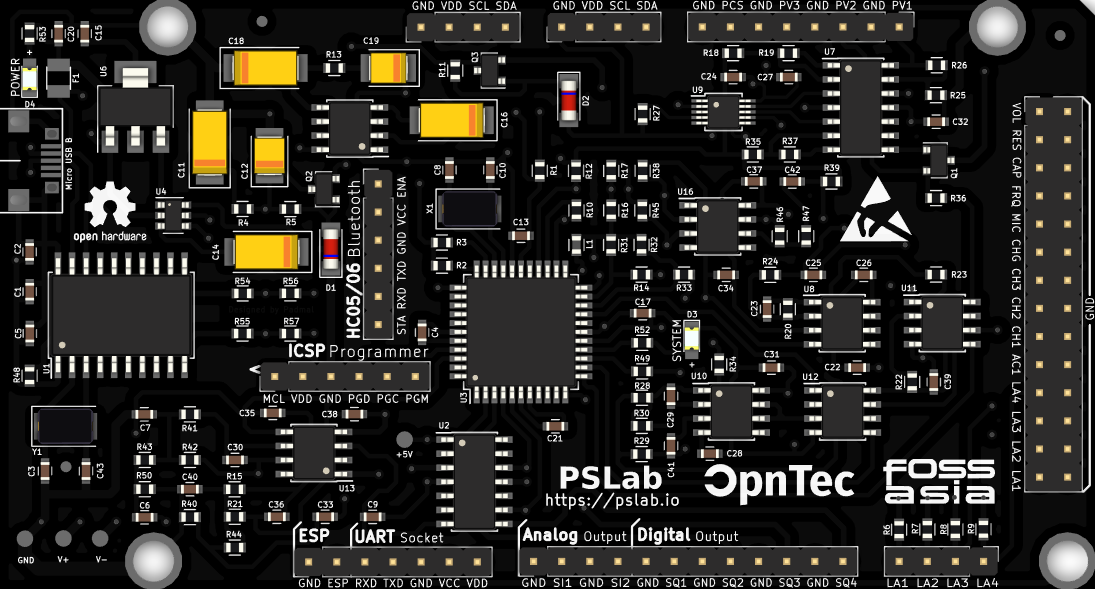 GND VDD SCL SDA
GND VDD SCL SDA
GND PCS GND PV3 GND PV2 GND PV1
R53
C20
C15
POWER
+
D4
F1
U6
C18
C19
R13
R11
Q3
D2
R27
R18
R19
C24
C27
U7
U9
R26
R25
C32
Micro USB B
C11
C12
C16
R35
R37
C37
C42
R39
Q1
R36
C8
C10
R1
R12
R17
R38
Q2
HC05/06 Bluetooth
STA RXD TXD GND VCC ENA
X1
C13
R10
R16
R45
U16
R46
R47
U4
R4
R5
open hardware
C14
D1
R3
R2
L1
R31
R32
C2
C1
C5
R48
R54
R56
R55
R57
U1
C4
R14
R33
C34
R24
C25
C26
R23
C17
C23
R20
U8
U11
R52
R49
R28
R30
R29
D3
SYSTEM
+
R34
C31
C22
R22
C39
U10
U12
C29
C41
C28
VOL RES CAP FRQ MIC CHG CH3 CH2 CH1 AC1 LA4 LA3 LA2 LA1
GND
ICSP Programmer
MCL VDD GND PGD PGC PGM
U3
Y1
C3
C43
C7
R41
R43
R42
C30
R50
C40
R15
C6
R40
R21
R44
C35
C38
U13
C36
C33
C9
+5V
U2
C21
PSLab
https://pslab.io
OpnTec
FOSS
ASIA
GND V+ V-
ESP
UART Socket
GND ESP RXD TXD GND VCC VDD
Analog Output
Digital Output
GND SI1 GND SI2 GND SQ1 GND SQ2 GND SQ3 GND SQ4
R6
R7
R8
R9
LA1 LA2 LA3 LA4